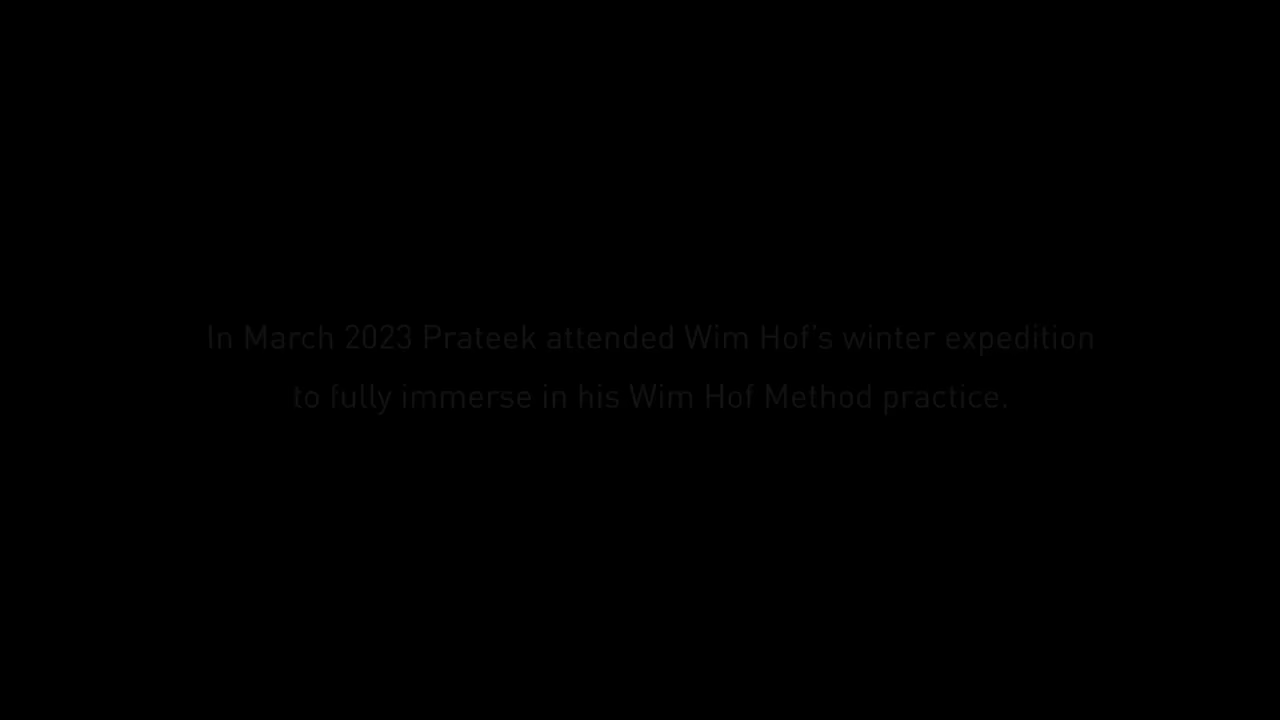 In March 2023 Prateek attended Wim Hof's winter expedition
to fully immerse in his Wim Hof Method practice.